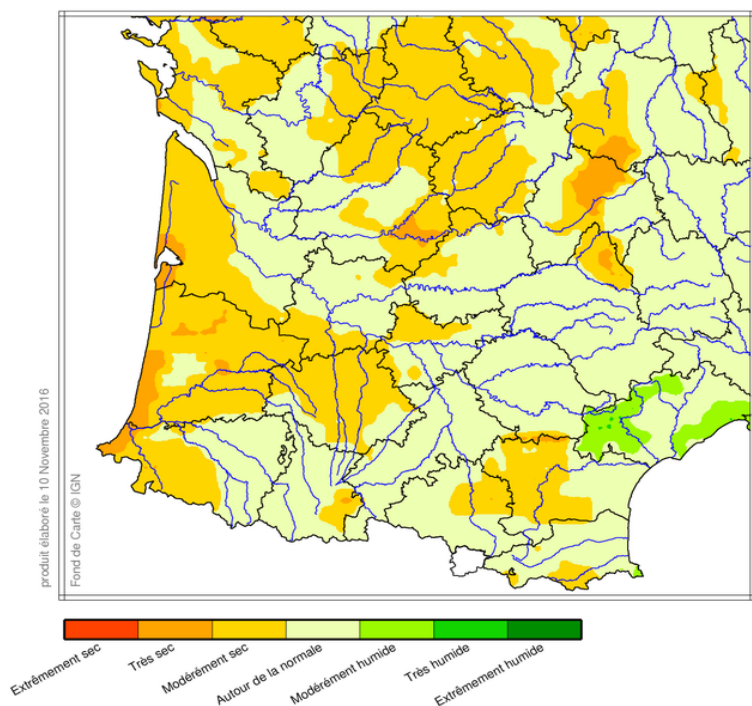 produit élaboré le 10 Novembre 2016
Fond de Carte © IGN
Extrêmement sec
Très sec
Modérément sec
Autour de la normale
Modérément humide
Très humide
Extrêmement humide